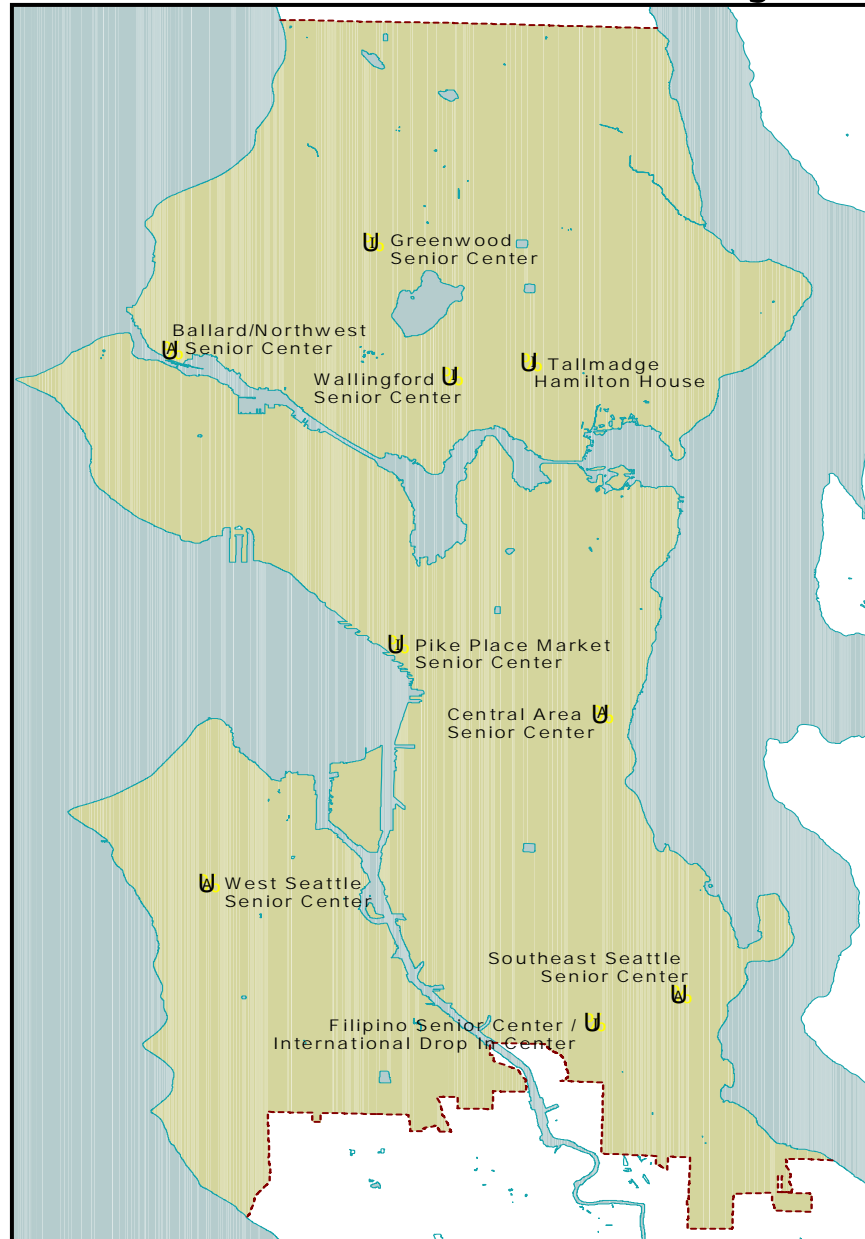 Greenwood
Senior Center
Ballard/Northwest
Senior Center
Tallmadge
Hamilton House
Wallingford
Senior Center
Pike Place Market
Senior Center
Central Area
Senior Center
West Seattle
Senior Center
Southeast Seattle
Senior Center
Filipino Senior Center /
International Drop In Center